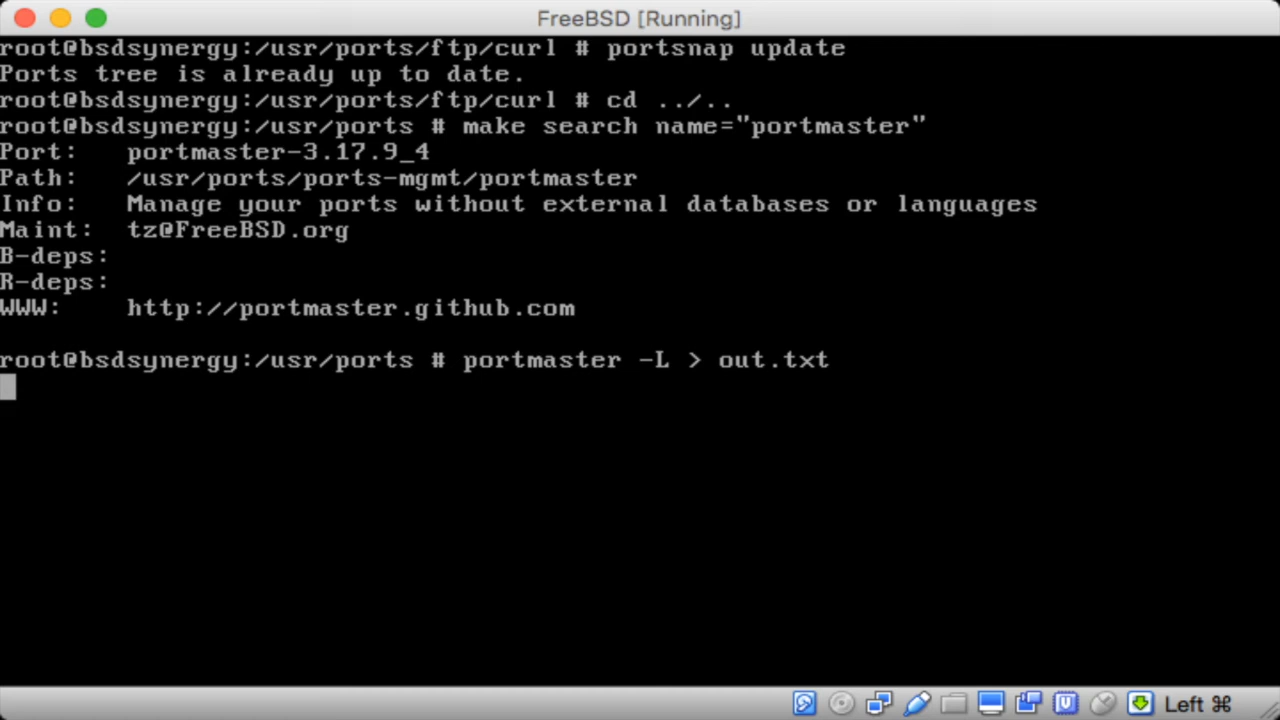 FreeBSD [Running]
root@bsdsynergy:/usr/ports/ftp/curl # portsnap update
Ports tree is already up to date.
root@bsdsynergy:/usr/ports/ftp/curl # cd ../..
root@bsdsynergy:/usr/ports # make search name="portmaster"
Port:   portmaster-3.17.9_4
Path:   /usr/ports/ports-mgmt/portmaster
Info:   Manage your ports without external databases or languages
Maint:  tz@FreeBSD.org
B-deps:
R-deps:
WWW:    http://portmaster.github.com
root@bsdsynergy:/usr/ports # portmaster -L > out.txt
Left ⌘